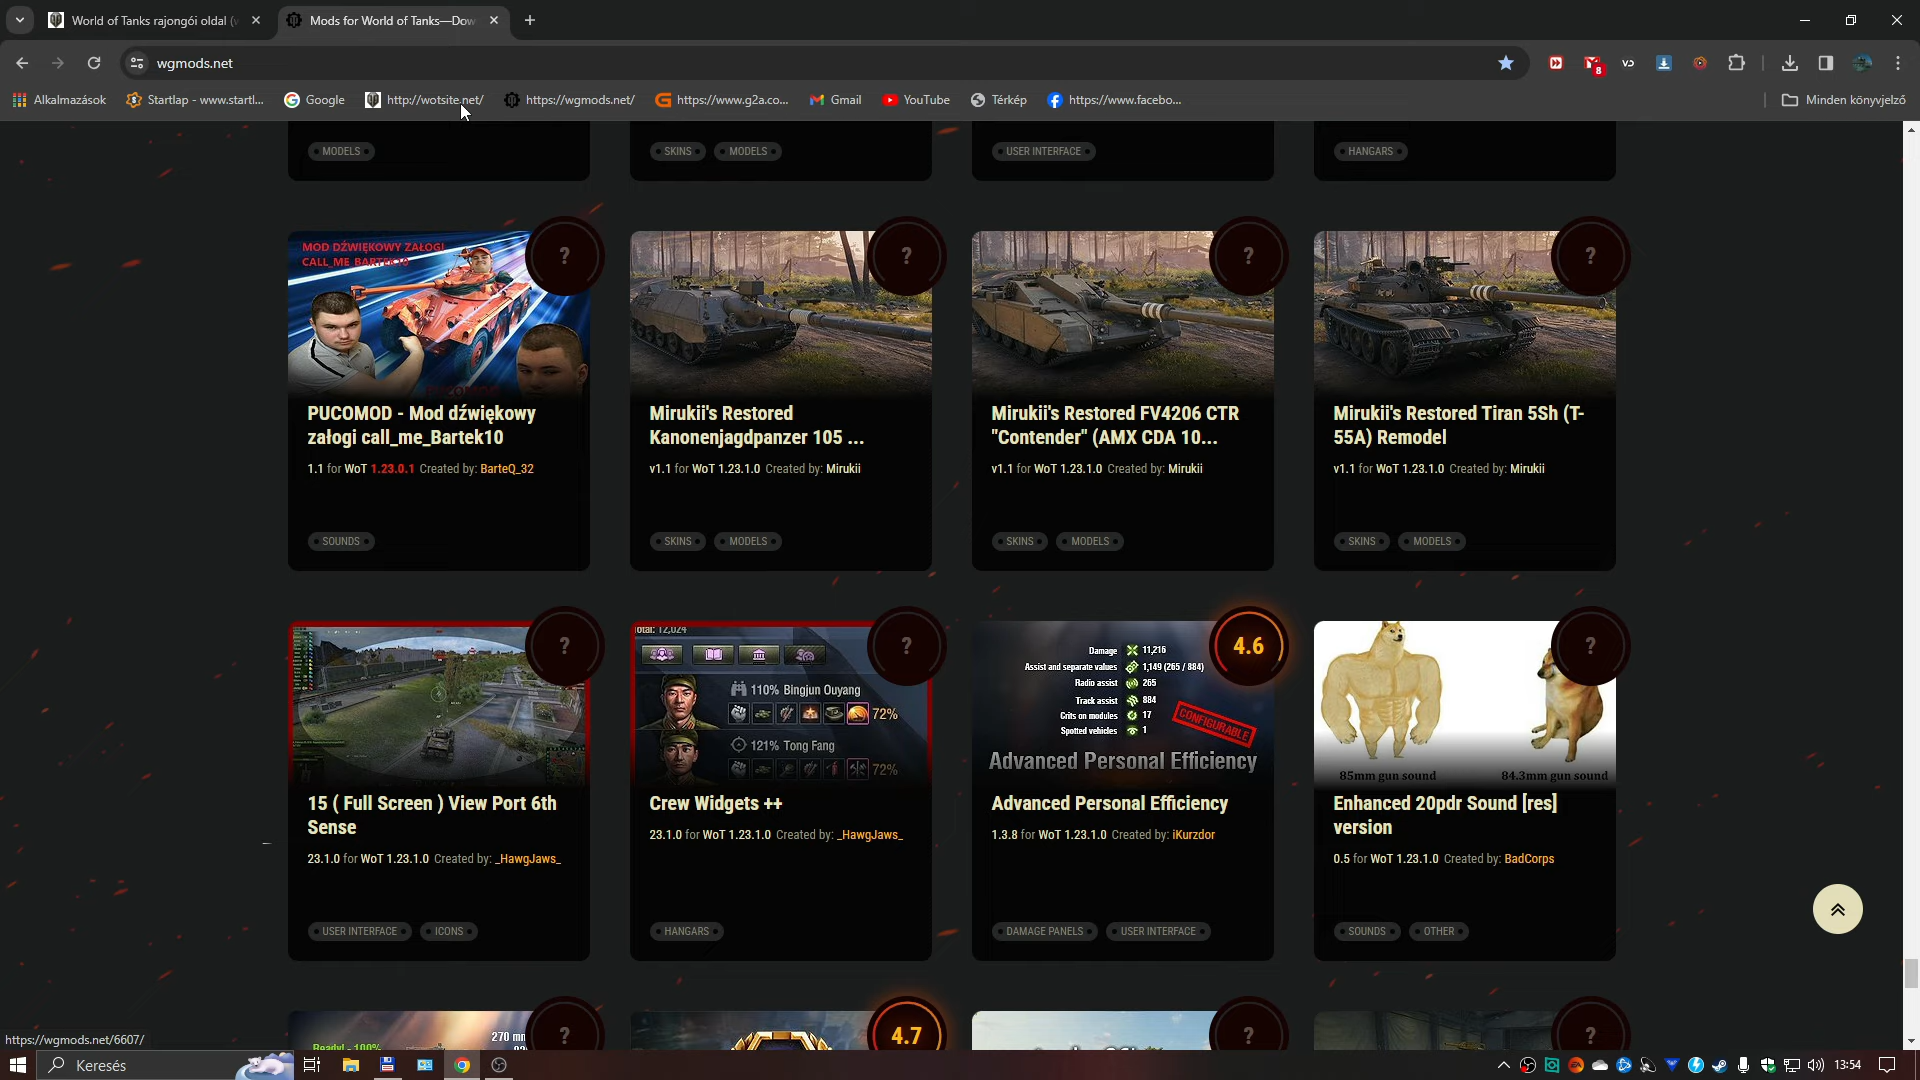 World of Tanks rajongói oldal (w
Mods for World of Tanks—Dow
wgmods.net
8
Alkalmazások
Startlap - www.startl...
Google
http://wotsite.net/
https://wgmods.net/
https://www.g2a.co...
Gmail
YouTube
Térkép
https://www.facebo...
Minden könyvjelző
MODELS
SKINS
MODELS
USER INTERFACE
HANGARS
MOD DŹWIĘKOWY ZAŁOGI
CALL_ME BARTEK10
?
?
?
?
PUCOMOD - Mod dźwiękowy
załogi call_me_Bartek10
1.1 for WoT 1.23.0.1 Created by: BarteQ_32
SOUNDS
Mirukii's Restored
Kanonenjagdpanzer 105 ...
v1.1 for WoT 1.23.1.0 Created by: Mirukii
SKINS
MODELS
Mirukii's Restored FV4206 CTR
"Contender" (AMX CDA 10...
v1.1 for WoT 1.23.1.0 Created by: Mirukii
SKINS
MODELS
Mirukii's Restored Tiran 5Sh (T-
55A) Remodel
v1.1 for WoT 1.23.1.0 Created by: Mirukii
SKINS
MODELS
?
15 ( Full Screen ) View Port 6th
Sense
23.1.0 for WoT 1.23.1.0 Created by: _HawgJaws_
USER INTERFACE
ICONS
total: 12,024
?
110% Bingjun Ouyang
72%
121% Tong Fang
72%
Crew Widgets ++
23.1.0 for WoT 1.23.1.0 Created by: _HawgJaws_
HANGARS
4.6
Damage 11,216
Assist and separate values 1,149 (265 / 884)
Radio assist 265
Track assist 884
Crits on modules 17
Spotted vehicles 1
CONFIGURABLE
Advanced Personal Efficiency
Advanced Personal Efficiency
1.3.8 for WoT 1.23.1.0 Created by: iKurzdor
DAMAGE PANELS
USER INTERFACE
?
85mm gun sound
84.3mm gun sound
Enhanced 20pdr Sound [res]
version
0.5 for WoT 1.23.1.0 Created by: BadCorps
SOUNDS
OTHER
270 mm
Ready! - 100%
?
4.7
?
?
https://wgmods.net/6607/
Keresés
13:54